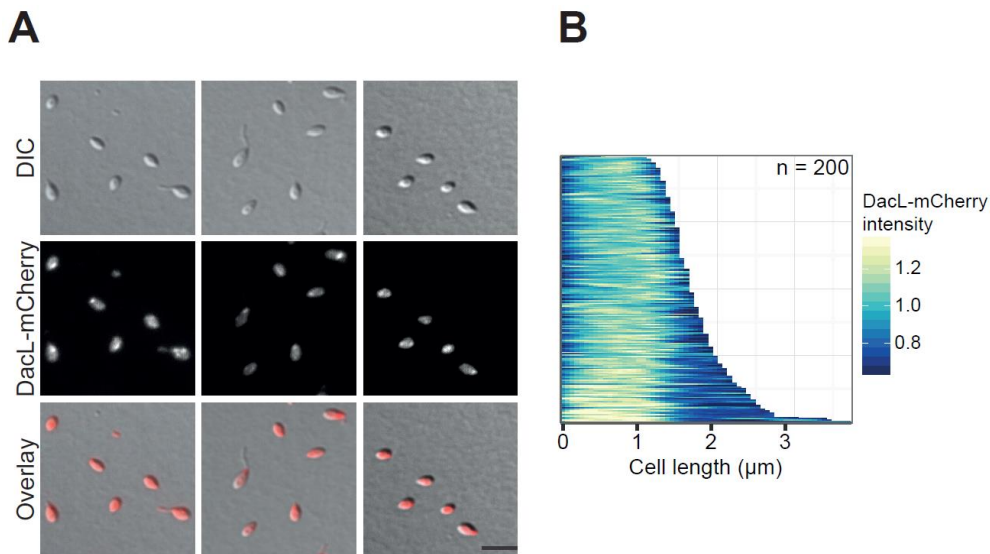 A
B
DIC
DacL-mCherry
Overlay
n = 200
DacL-mCherry
intensity
1.2
1.0
0.8
0 1 2 3
Cell length (µm)